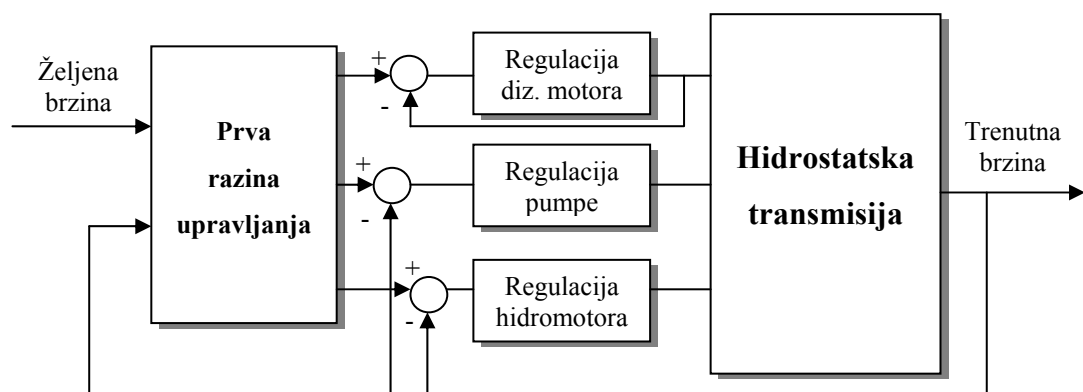 Željena
brzina
Prva
razina
upravljanja
+
-
Regulacija
diz. motora
+
-
Regulacija
pumpe
+
-
Regulacija
hidromotora
Hidrostatska
transmisija
Trenutna
brzina